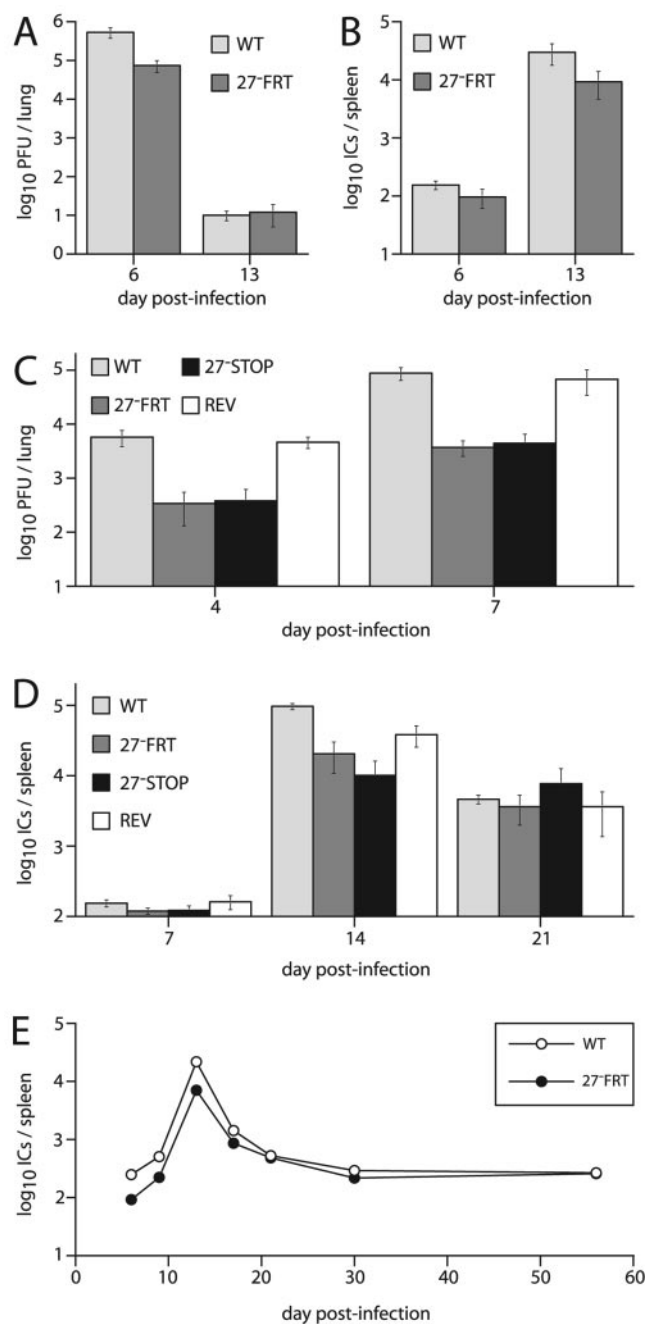 A
log10 PFU / lung
6
5
4
3
2
1
0
WT
27⁻FRT
6 13
day post-infection
B
log10 ICs / spleen
5
4
3
2
1
WT
27⁻FRT
6 13
day post-infection
C
log10 PFU / lung
5
4
3
2
1
WT 27⁻STOP
27⁻FRT REV
4 7
day post-infection
D
log10 ICs / spleen
5
4
3
2
WT
27⁻FRT
27⁻STOP
REV
7 14 21
day post-infection
E
log10 ICs / spleen
5
4
3
2
1
WT
27⁻FRT
0 10 20 30 40 50 60
day post-infection